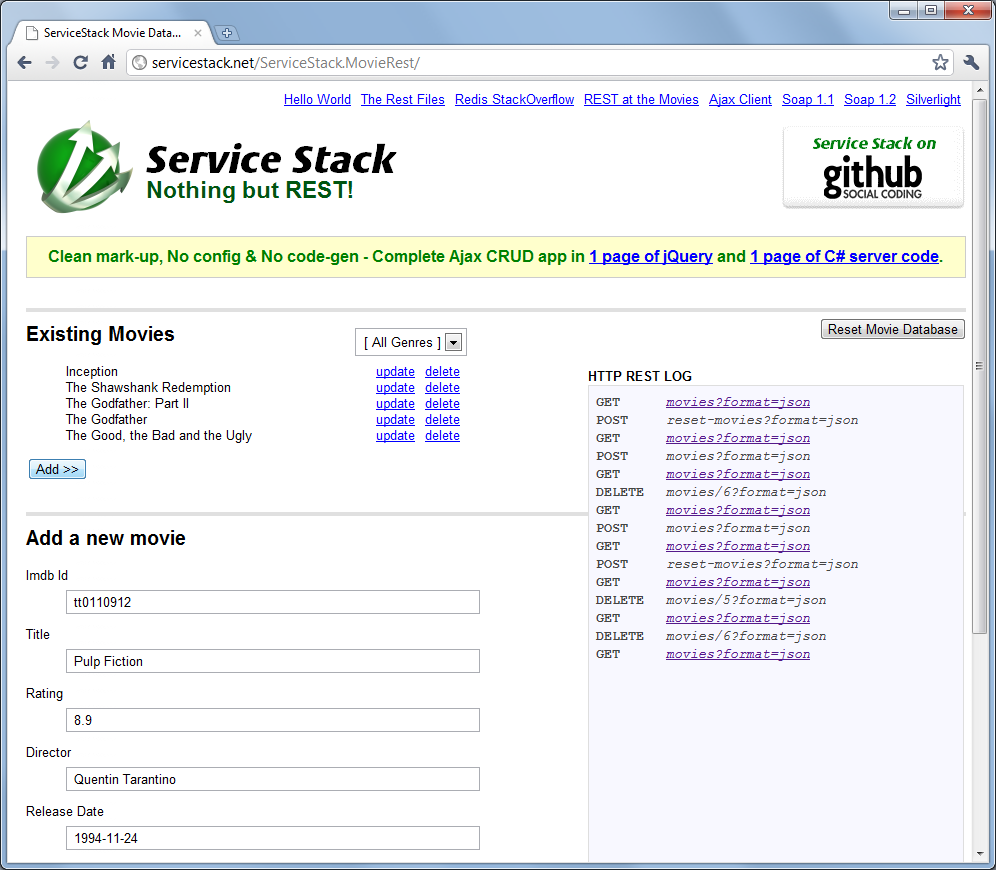 ServiceStack Movie Data...
servicestack.net/ServiceStack.MovieRest/
Hello World The Rest Files Redis StackOverflow REST at the Movies Ajax Client Soap 1.1 Soap 1.2 Silverlight
Service Stack
Nothing but REST!
Service Stack on
github
SOCIAL CODING
Clean mark-up, No config & No code-gen - Complete Ajax CRUD app in 1 page of jQuery and 1 page of C# server code.
Existing Movies
[ All Genres ]
Reset Movie Database
Inception update delete
The Shawshank Redemption update delete
The Godfather: Part II update delete
The Godfather update delete
The Good, the Bad and the Ugly update delete
Add >>
HTTP REST LOG
GET movies?format=json
POST reset-movies?format=json
GET movies?format=json
POST movies?format=json
GET movies?format=json
DELETE movies/6?format=json
GET movies?format=json
POST movies?format=json
GET movies?format=json
POST reset-movies?format=json
GET movies?format=json
DELETE movies/5?format=json
GET movies?format=json
DELETE movies/6?format=json
GET movies?format=json
Add a new movie
Imdb Id
tt0110912
Title
Pulp Fiction
Rating
8.9
Director
Quentin Tarantino
Release Date
1994-11-24